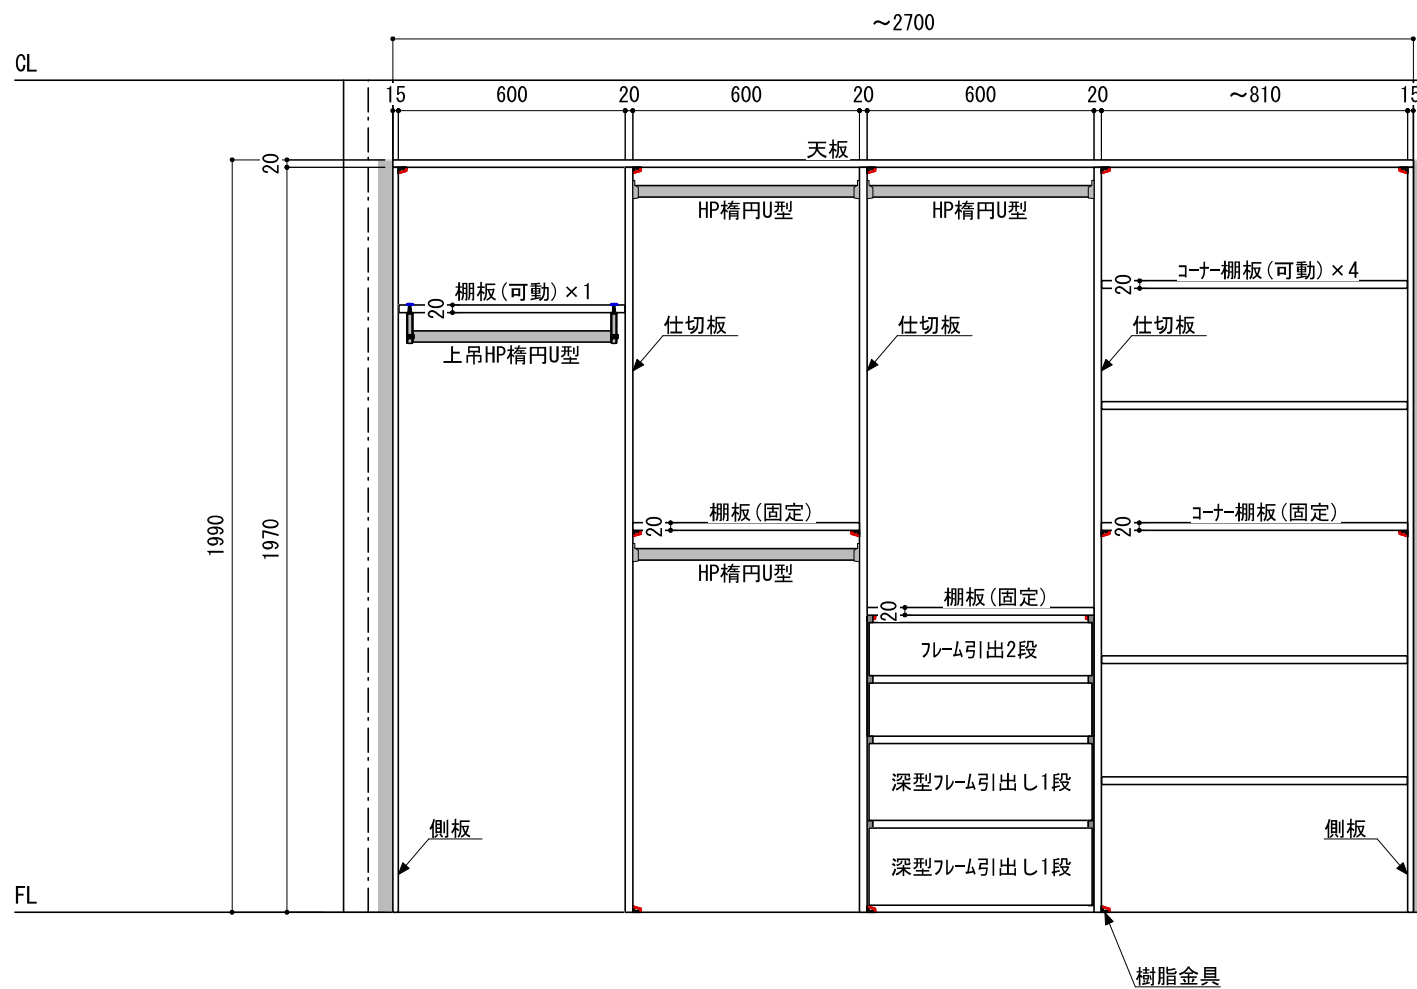 ～2700
CL
15 600 20 600 20 600 20 ～810 15
天板
20
HP楕円U型
HP楕円U型
コーナー棚板(可動)×4
20
棚板(可動)×1
20
仕切板
仕切板
仕切板
上吊HP楕円U型
棚板(固定)
20
コーナー棚板(固定)
20
1990
1970
HP楕円U型
棚板(固定)
20
フレーム引出2段
深型フレーム引出し1段
側板
側板
深型フレーム引出し1段
FL
樹脂金具